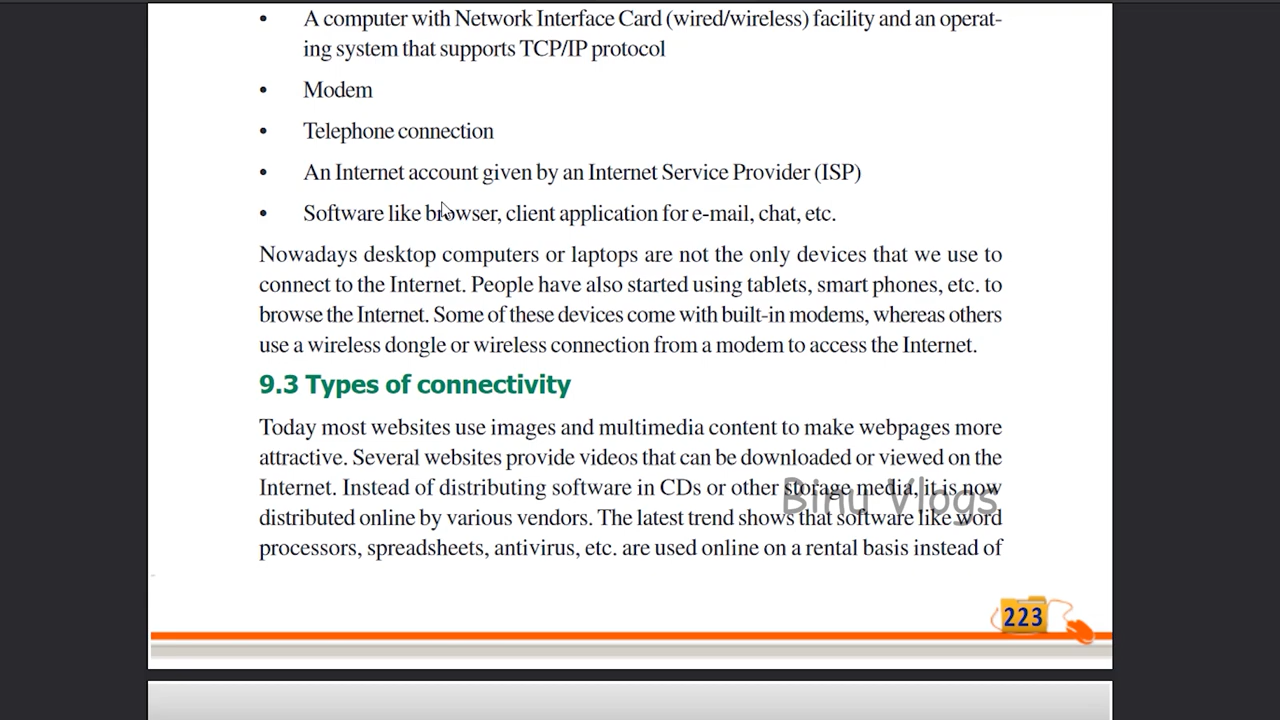 • A computer with Network Interface Card (wired/wireless) facility and an operat-
ing system that supports TCP/IP protocol
• Modem
• Telephone connection
• An Internet account given by an Internet Service Provider (ISP)
• Software like browser, client application for e-mail, chat, etc.
Nowadays desktop computers or laptops are not the only devices that we use to
connect to the Internet. People have also started using tablets, smart phones, etc. to
browse the Internet. Some of these devices come with built-in modems, whereas others
use a wireless dongle or wireless connection from a modem to access the Internet.
9.3 Types of connectivity
Today most websites use images and multimedia content to make webpages more
attractive. Several websites provide videos that can be downloaded or viewed on the
Internet. Instead of distributing software in CDs or other storage media, it is now
Binu Vlogs
distributed online by various vendors. The latest trend shows that software like word
processors, spreadsheets, antivirus, etc. are used online on a rental basis instead of
223